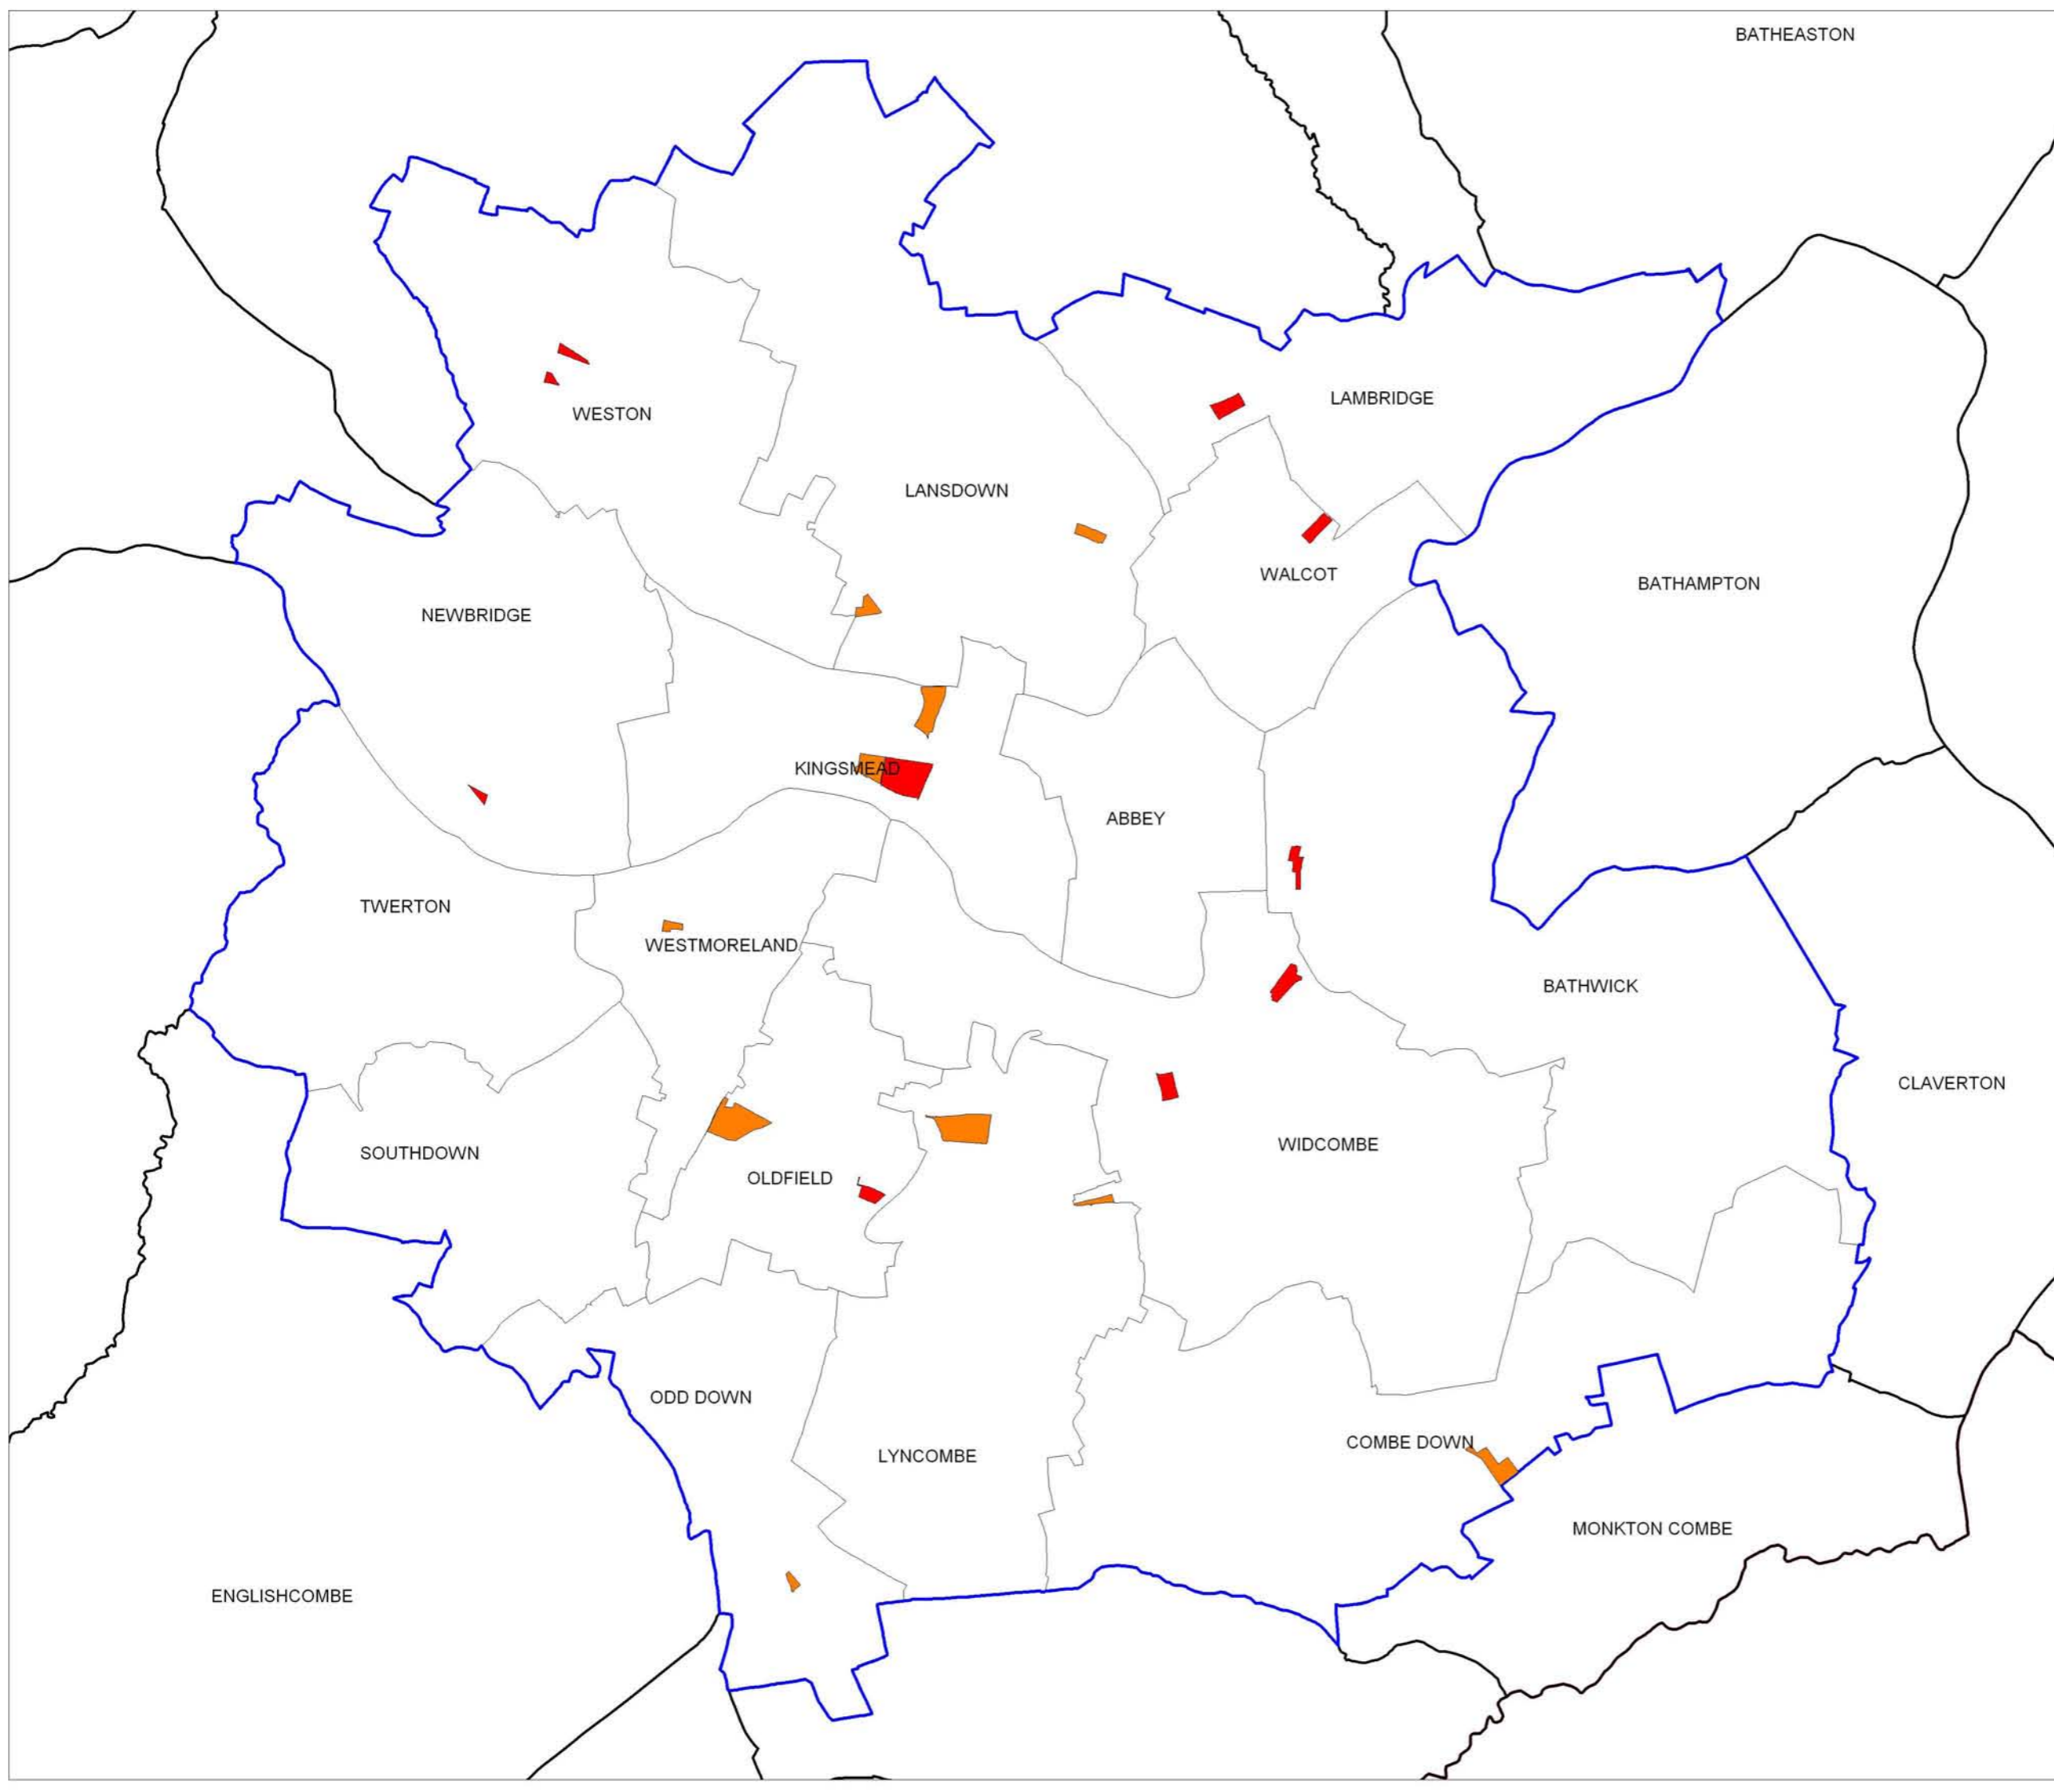 BATHEASTON
LAMBRIDGE
WESTON
LANSDOWN
WALCOT
BATHAMPTON
NEWBRIDGE
KINGSMEAD
ABBEY
TWERTON
WESTMORELAND
BATHWICK
CLAVERTON
WIDCOMBE
SOUTHDOWN
OLDFIELD
ODD DOWN
COMBE DOWN
LYNCOMBE
MONKTON COMBE
ENGLISHCOMBE